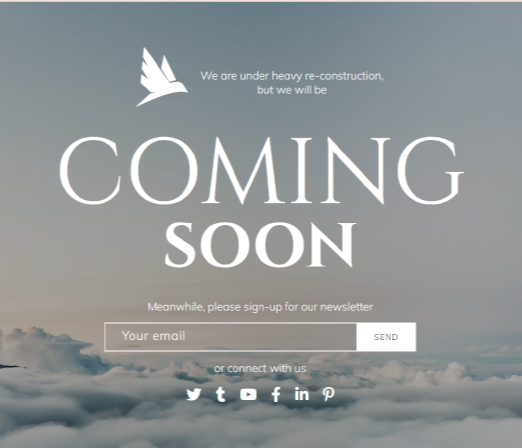 We are under heavy re-construction,
but we will be
COMING
SOON
Meanwhile, please sign-up for our newsletter
Your email
SEND
or connect with us